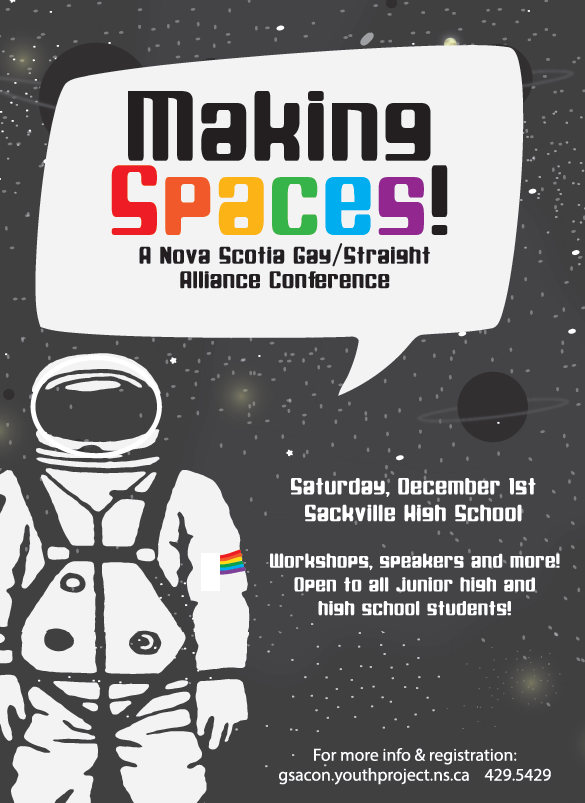 Making
Spaces!
A Nova Scotia Gay/Straight
Alliance Conference
Saturday, December 1st
Sackville High School
Workshops, speakers and more!
Open to all junior high and
high school students!
For more info & registration:
gsacon.youthproject.ns.ca 429.5429